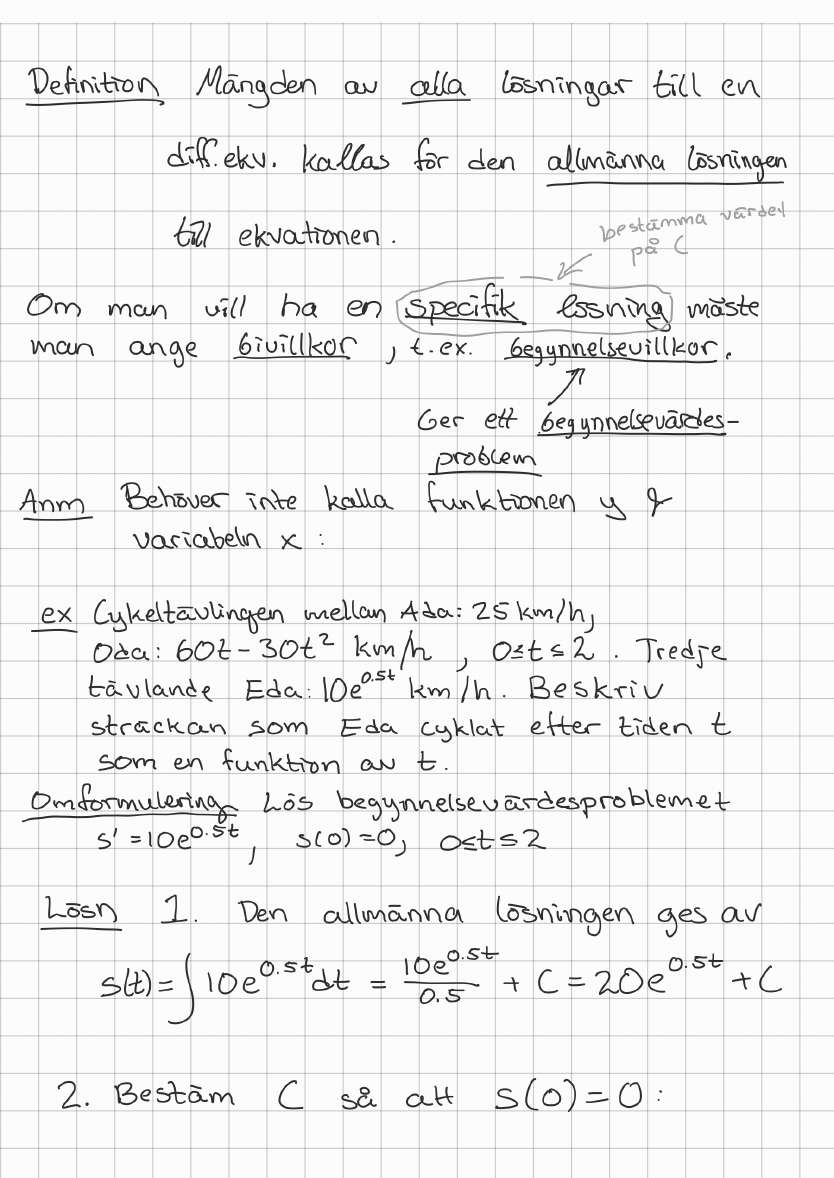 Definition Mängden av alla lösningar till en
diff.ekv. kallas för den allmänna lösningen
till ekvationen.
bestämma värdet
på C
Om man vill ha en specifik lösning måste
man ange bivillkor, t.ex. begynnelsevillkor.
Ger ett begynnelsevärdes-
problem
Anm Behöver inte kalla funktionen y &
variabeln x:
ex Cykeltävlingen mellan Ada: 25 km/h,
Oda: 60t - 30t² km/h, 0≤t≤2. Tredje
tävlande Eda: 10e^{0.5t} km/h. Beskriv
sträckan som Eda cyklat efter tiden t
som en funktion av t.
Omformulering Lös begynnelsevärdesproblemet
s' = 10e^{0.5t}, s(0)=0, 0≤t≤2
Lösn 1. Den allmänna lösningen ges av
s(t) = ∫ 10e^{0.5t} dt = \frac{10e^{0.5t}}{0.5} + C = 20e^{0.5t} + C
2. Bestäm C så att s(0) = 0: